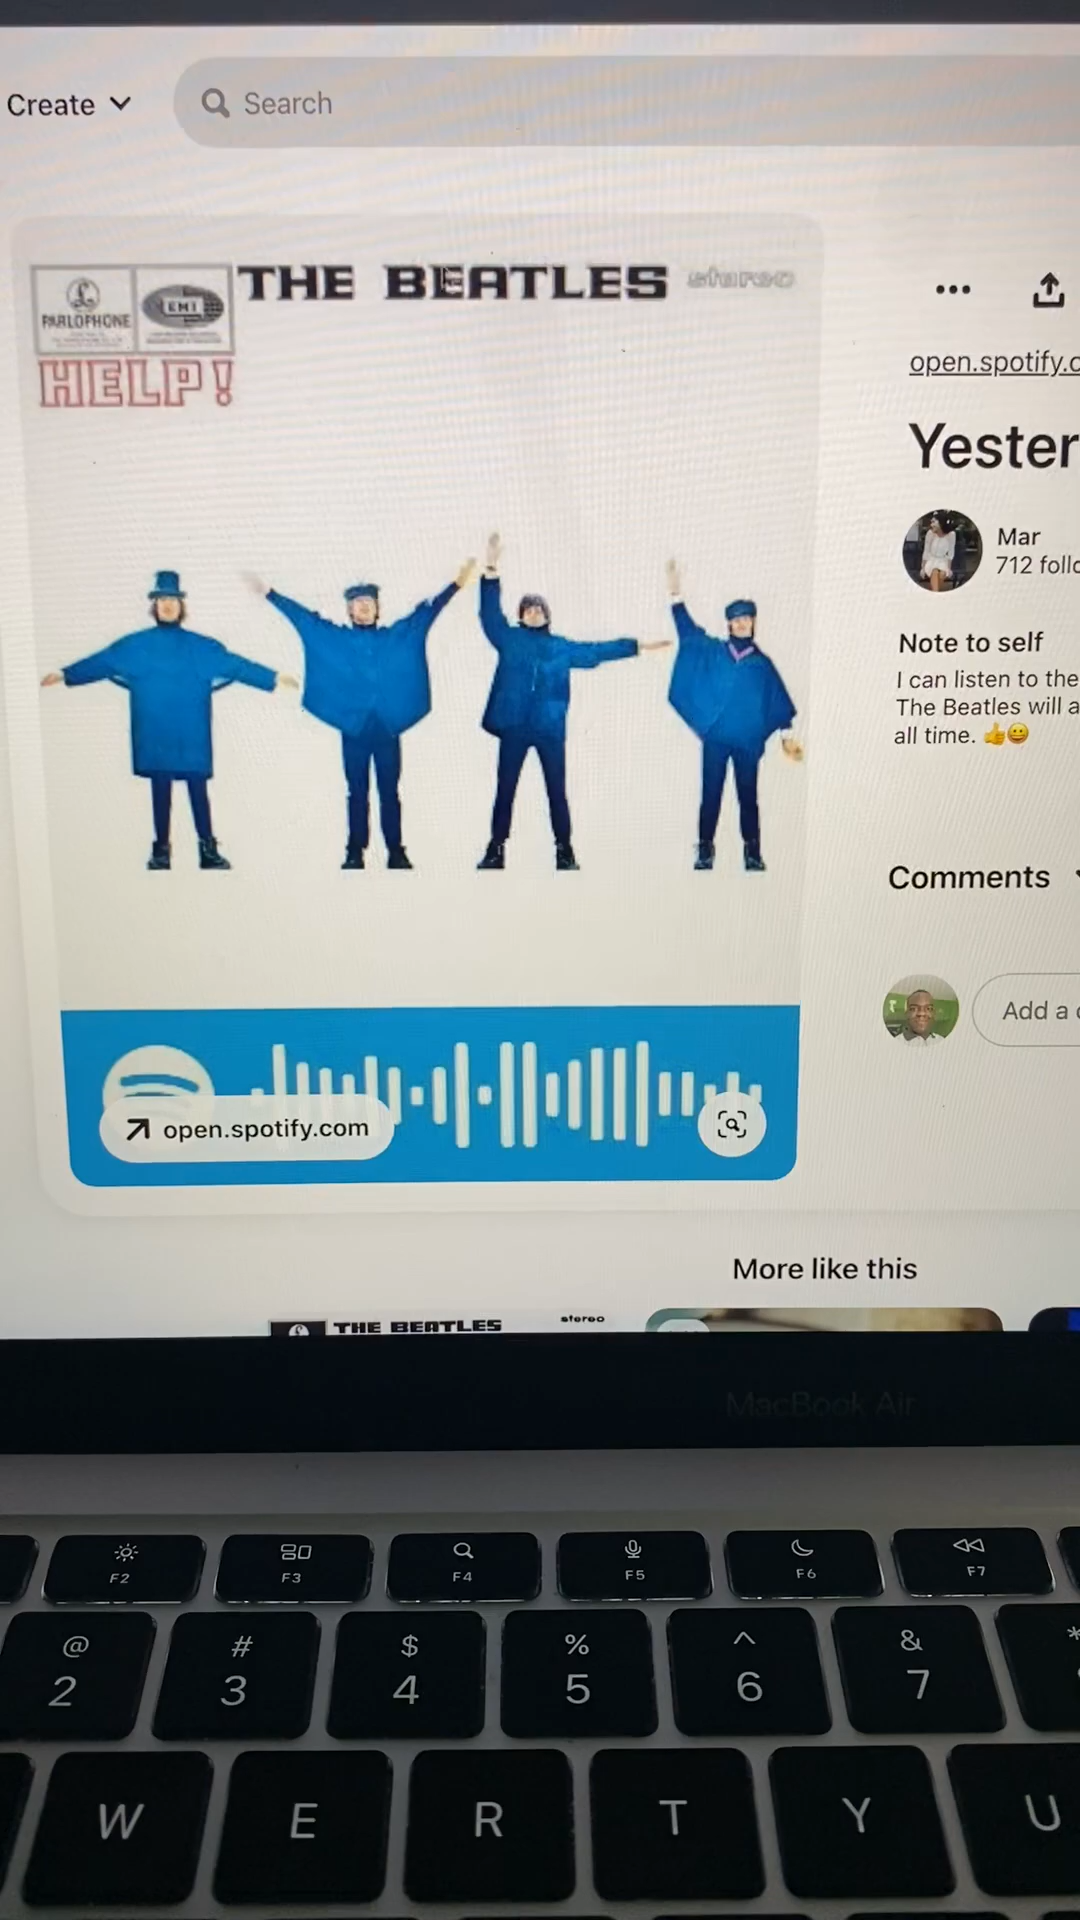 Create
Search
THE BEATLES stereo
PARLOPHONE
EMI
HELP!
open.spotify.c
Yester
Mar
712 follo
Note to self
I can listen to the
The Beatles will a
all time. 👍😀
Comments
Add a c
open.spotify.com
More like this
THE BEATLES stereo
MacBook Air
F2 F3 F4 F5 F6 F7
@ # $ % ^ & *
2 3 4 5 6 7
W E R T Y U